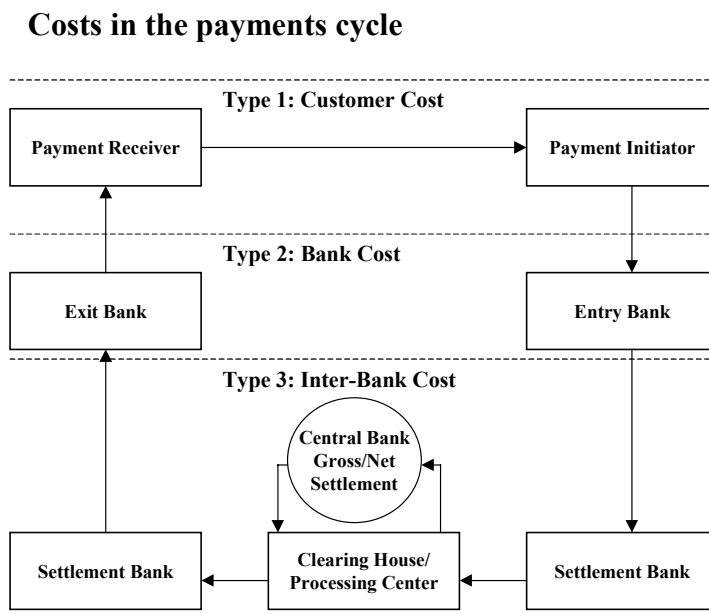 Costs in the payments cycle
Type 1: Customer Cost
Payment Receiver
Payment Initiator
Type 2: Bank Cost
Exit Bank
Entry Bank
Type 3: Inter-Bank Cost
Central Bank
Gross/Net
Settlement
Settlement Bank
Clearing House/
Processing Center
Settlement Bank